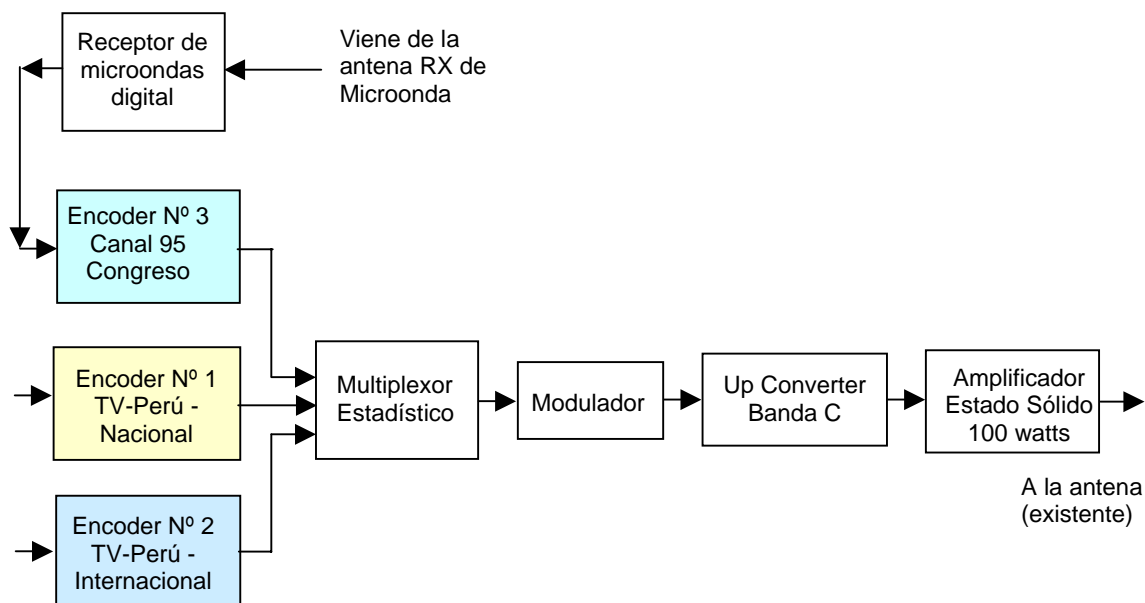 Receptor de
microondas
digital
Viene de la
antena RX de
Microonda
Encoder Nº 3
Canal 95
Congreso
Encoder Nº 1
TV-Perú -
Nacional
Encoder Nº 2
TV-Perú -
Internacional
Multiplexor
Estadístico
Modulador
Up Converter
Banda C
Amplificador
Estado Sólido
100 watts
A la antena
(existente)